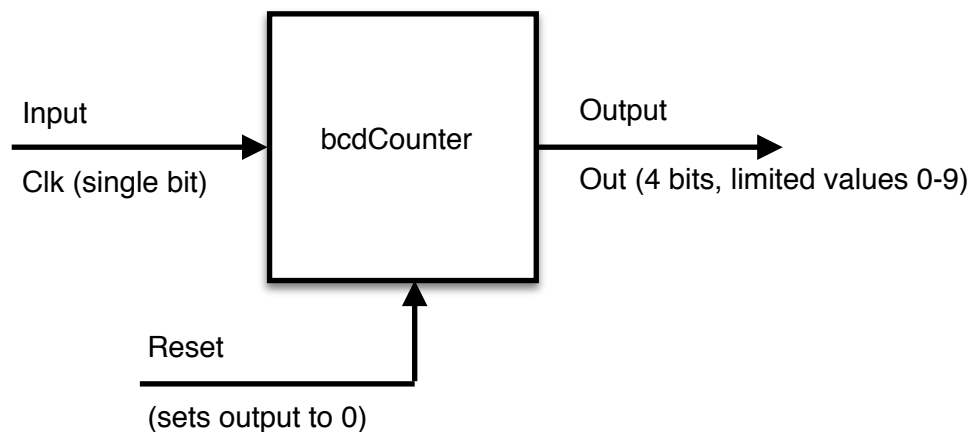 Input
Clk (single bit)
bcdCounter
Output
Out (4 bits, limited values 0-9)
Reset
(sets output to 0)